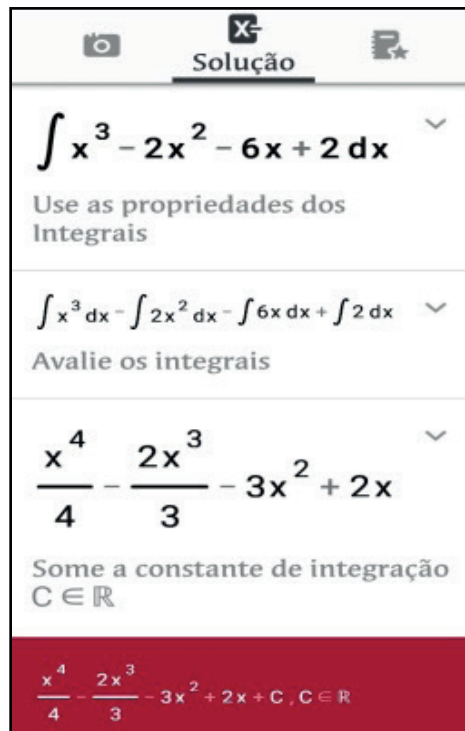 Solução
∫ x³ − 2x² − 6x + 2 dx
Use as propriedades dos
Integrais
∫ x³ dx − ∫ 2x² dx − ∫ 6x dx + ∫ 2 dx
Avalie os integrais
x⁴/4 − 2x³/3 − 3x² + 2x
Some a constante de integração
C ∈ ℝ
x⁴/4 − 2x³/3 − 3x² + 2x + C , C ∈ ℝ